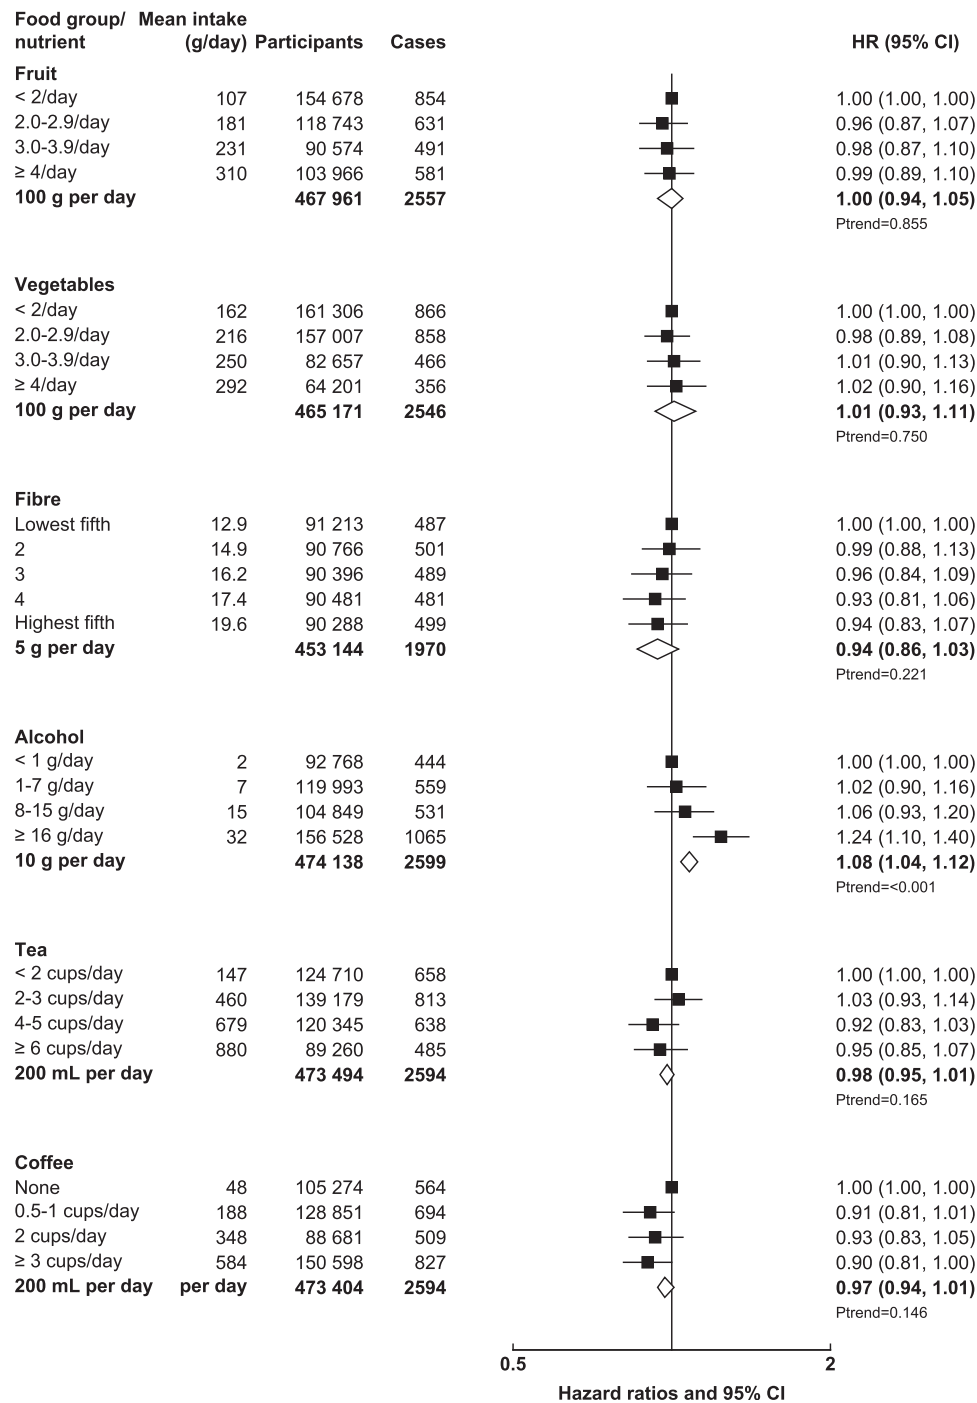 Food group/ Mean intake
nutrient (g/day) Participants Cases HR (95% CI)
Fruit
< 2/day 107 154 678 854 1.00 (1.00, 1.00)
2.0-2.9/day 181 118 743 631 0.96 (0.87, 1.07)
3.0-3.9/day 231 90 574 491 0.98 (0.87, 1.10)
≥ 4/day 310 103 966 581 0.99 (0.89, 1.10)
100 g per day 467 961 2557 1.00 (0.94, 1.05)
Ptrend=0.855
Vegetables
< 2/day 162 161 306 866 1.00 (1.00, 1.00)
2.0-2.9/day 216 157 007 858 0.98 (0.89, 1.08)
3.0-3.9/day 250 82 657 466 1.01 (0.90, 1.13)
≥ 4/day 292 64 201 356 1.02 (0.90, 1.16)
100 g per day 465 171 2546 1.01 (0.93, 1.11)
Ptrend=0.750
Fibre
Lowest fifth 12.9 91 213 487 1.00 (1.00, 1.00)
2 14.9 90 766 501 0.99 (0.88, 1.13)
3 16.2 90 396 489 0.96 (0.84, 1.09)
4 17.4 90 481 481 0.93 (0.81, 1.06)
Highest fifth 19.6 90 288 499 0.94 (0.83, 1.07)
5 g per day 453 144 1970 0.94 (0.86, 1.03)
Ptrend=0.221
Alcohol
< 1 g/day 2 92 768 444 1.00 (1.00, 1.00)
1-7 g/day 7 119 993 559 1.02 (0.90, 1.16)
8-15 g/day 15 104 849 531 1.06 (0.93, 1.20)
≥ 16 g/day 32 156 528 1065 1.24 (1.10, 1.40)
10 g per day 474 138 2599 1.08 (1.04, 1.12)
Ptrend=<0.001
Tea
< 2 cups/day 147 124 710 658 1.00 (1.00, 1.00)
2-3 cups/day 460 139 179 813 1.03 (0.93, 1.14)
4-5 cups/day 679 120 345 638 0.92 (0.83, 1.03)
≥ 6 cups/day 880 89 260 485 0.95 (0.85, 1.07)
200 mL per day 473 494 2594 0.98 (0.95, 1.01)
Ptrend=0.165
Coffee
None 48 105 274 564 1.00 (1.00, 1.00)
0.5-1 cups/day 188 128 851 694 0.91 (0.81, 1.01)
2 cups/day 348 88 681 509 0.93 (0.83, 1.05)
≥ 3 cups/day 584 150 598 827 0.90 (0.81, 1.00)
200 mL per day per day 473 404 2594 0.97 (0.94, 1.01)
Ptrend=0.146
0.5 2
Hazard ratios and 95% CI